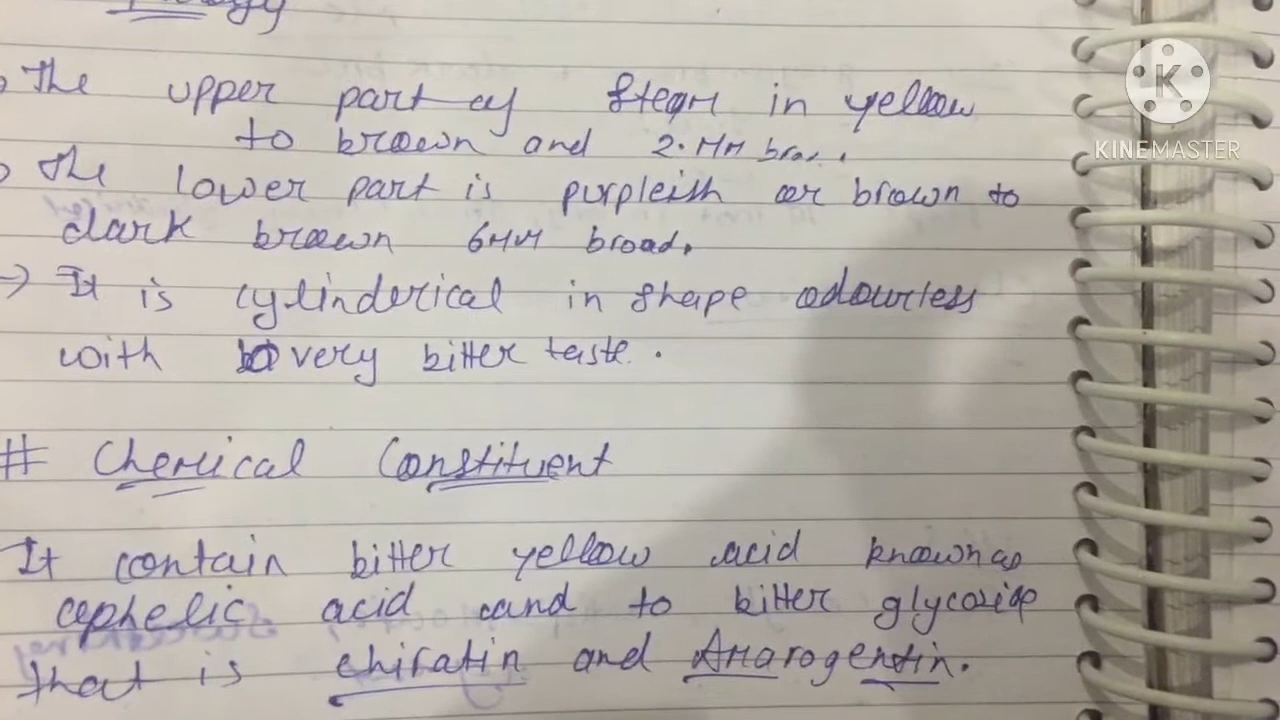 The upper part of steam in yellow
to brown and 2.MM
The lower part is purpleish or brown to
dark brown 6MM broad.
→ It is cylinderical in shape odourless
with very bitter taste.
# Chemical Constituent
It contain bitter yellow acid known as
ophelic acid and to bitter glycoside
that is chiratin and Amarogentin.
K
KINEMASTER